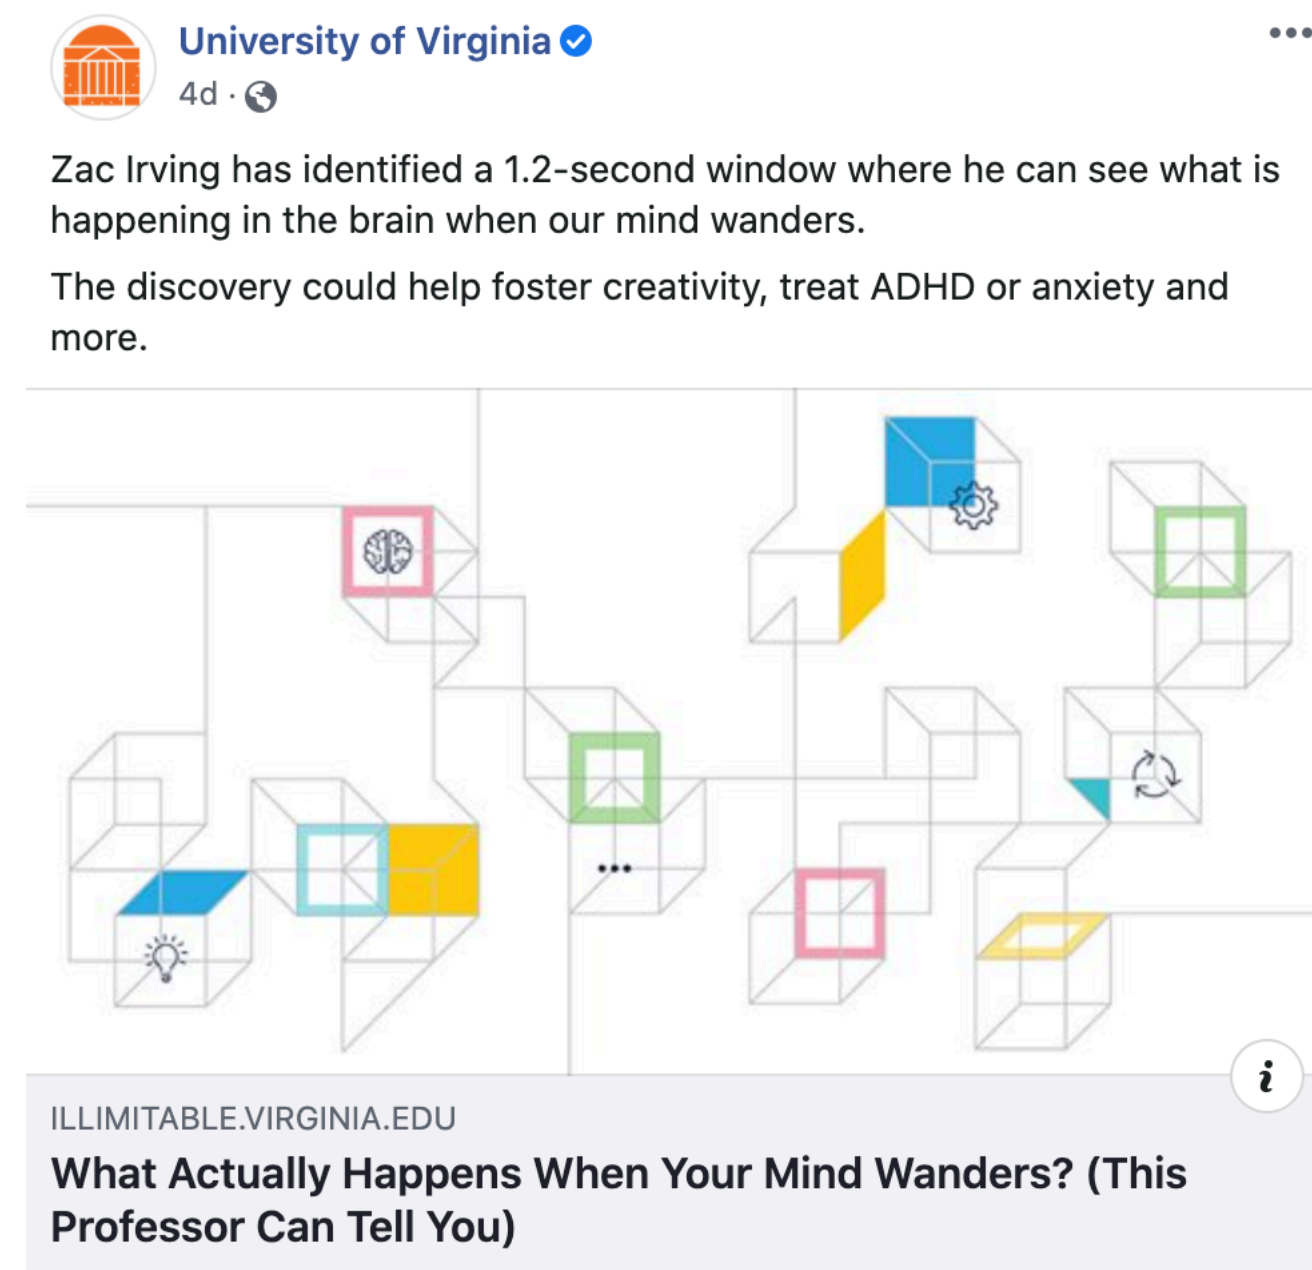 University of Virginia
4d ·
Zac Irving has identified a 1.2-second window where he can see what is
happening in the brain when our mind wanders.
The discovery could help foster creativity, treat ADHD or anxiety and
more.
ILLIMITABLE.VIRGINIA.EDU
What Actually Happens When Your Mind Wanders? (This
Professor Can Tell You)